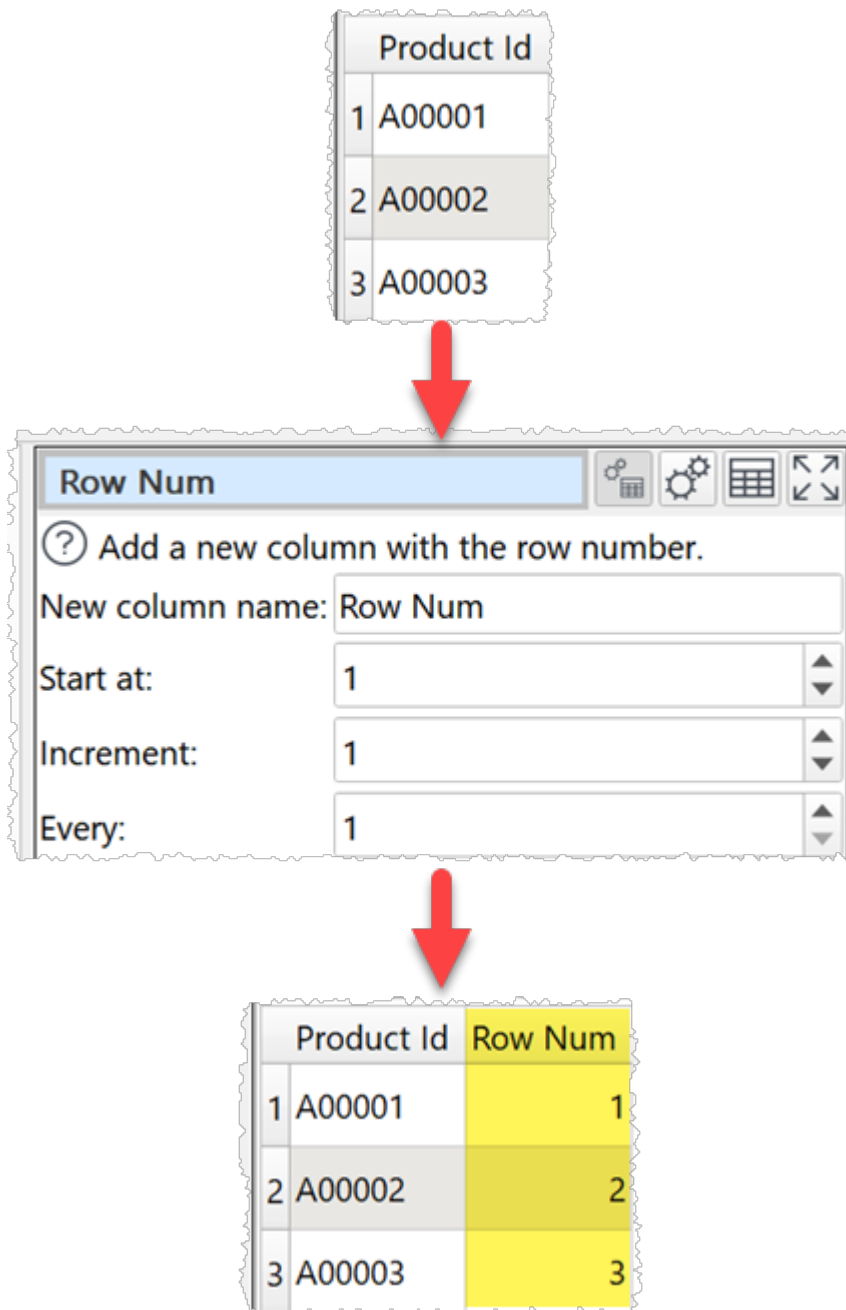 Product Id
1 A00001
2 A00002
3 A00003
Row Num
? Add a new column with the row number.
New column name: Row Num
Start at: 1
Increment: 1
Every: 1
Product Id Row Num
1 A00001 1
2 A00002 2
3 A00003 3